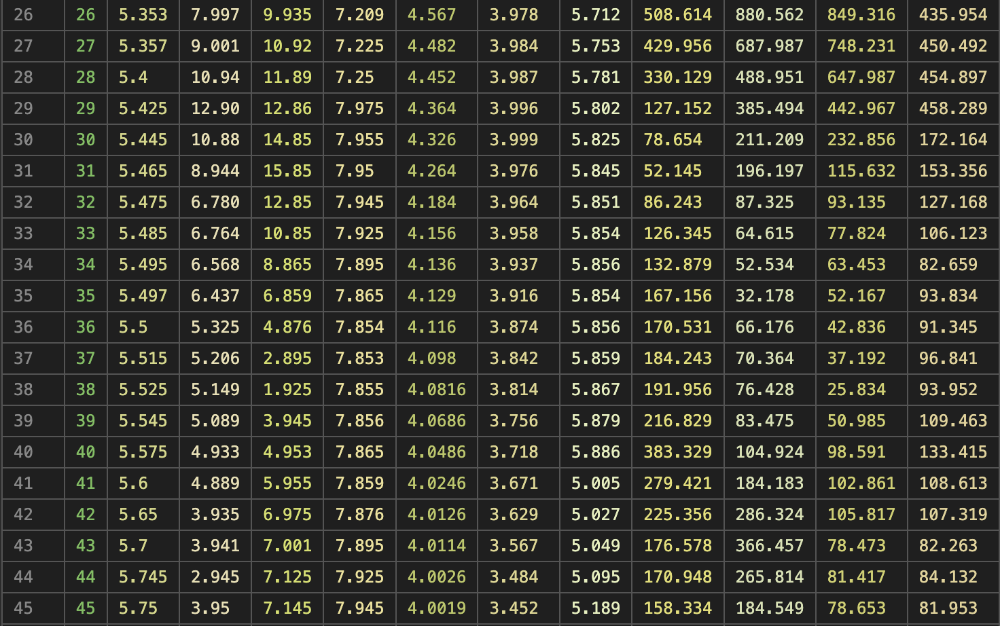 26 26 5.353 7.997 9.935 7.209 4.567 3.978 5.712 508.614 880.562 849.316 435.954
27 27 5.357 9.001 10.92 7.225 4.482 3.984 5.753 429.956 687.987 748.231 450.492
28 28 5.4 10.94 11.89 7.25 4.452 3.987 5.781 330.129 488.951 647.987 454.897
29 29 5.425 12.90 12.86 7.975 4.364 3.996 5.802 127.152 385.494 442.967 458.289
30 30 5.445 10.88 14.85 7.955 4.326 3.999 5.825 78.654 211.209 232.856 172.164
31 31 5.465 8.944 15.85 7.95 4.264 3.976 5.845 52.145 196.197 115.632 153.356
32 32 5.475 6.780 12.85 7.945 4.184 3.964 5.851 86.243 87.325 93.135 127.168
33 33 5.485 6.764 10.85 7.925 4.156 3.958 5.854 126.345 64.615 77.824 106.123
34 34 5.495 6.568 8.865 7.895 4.136 3.937 5.856 132.879 52.534 63.453 82.659
35 35 5.497 6.437 6.859 7.865 4.129 3.916 5.854 167.156 32.178 52.167 93.834
36 36 5.5 5.325 4.876 7.854 4.116 3.874 5.856 170.531 66.176 42.836 91.345
37 37 5.515 5.206 2.895 7.853 4.098 3.842 5.859 184.243 70.364 37.192 96.841
38 38 5.525 5.149 1.925 7.855 4.0816 3.814 5.867 191.956 76.428 25.834 93.952
39 39 5.545 5.089 3.945 7.856 4.0686 3.756 5.879 216.829 83.475 50.985 109.463
40 40 5.575 4.933 4.953 7.865 4.0486 3.718 5.886 383.329 104.924 98.591 133.415
41 41 5.6 4.889 5.955 7.859 4.0246 3.671 5.005 279.421 184.183 102.861 108.613
42 42 5.65 3.935 6.975 7.876 4.0126 3.629 5.027 225.356 286.324 105.817 107.319
43 43 5.7 3.941 7.001 7.895 4.0114 3.567 5.049 176.578 366.457 78.473 82.263
44 44 5.745 2.945 7.125 7.925 4.0026 3.484 5.095 170.948 265.814 81.417 84.132
45 45 5.75 3.95 7.145 7.945 4.0019 3.452 5.189 158.334 184.549 78.653 81.953